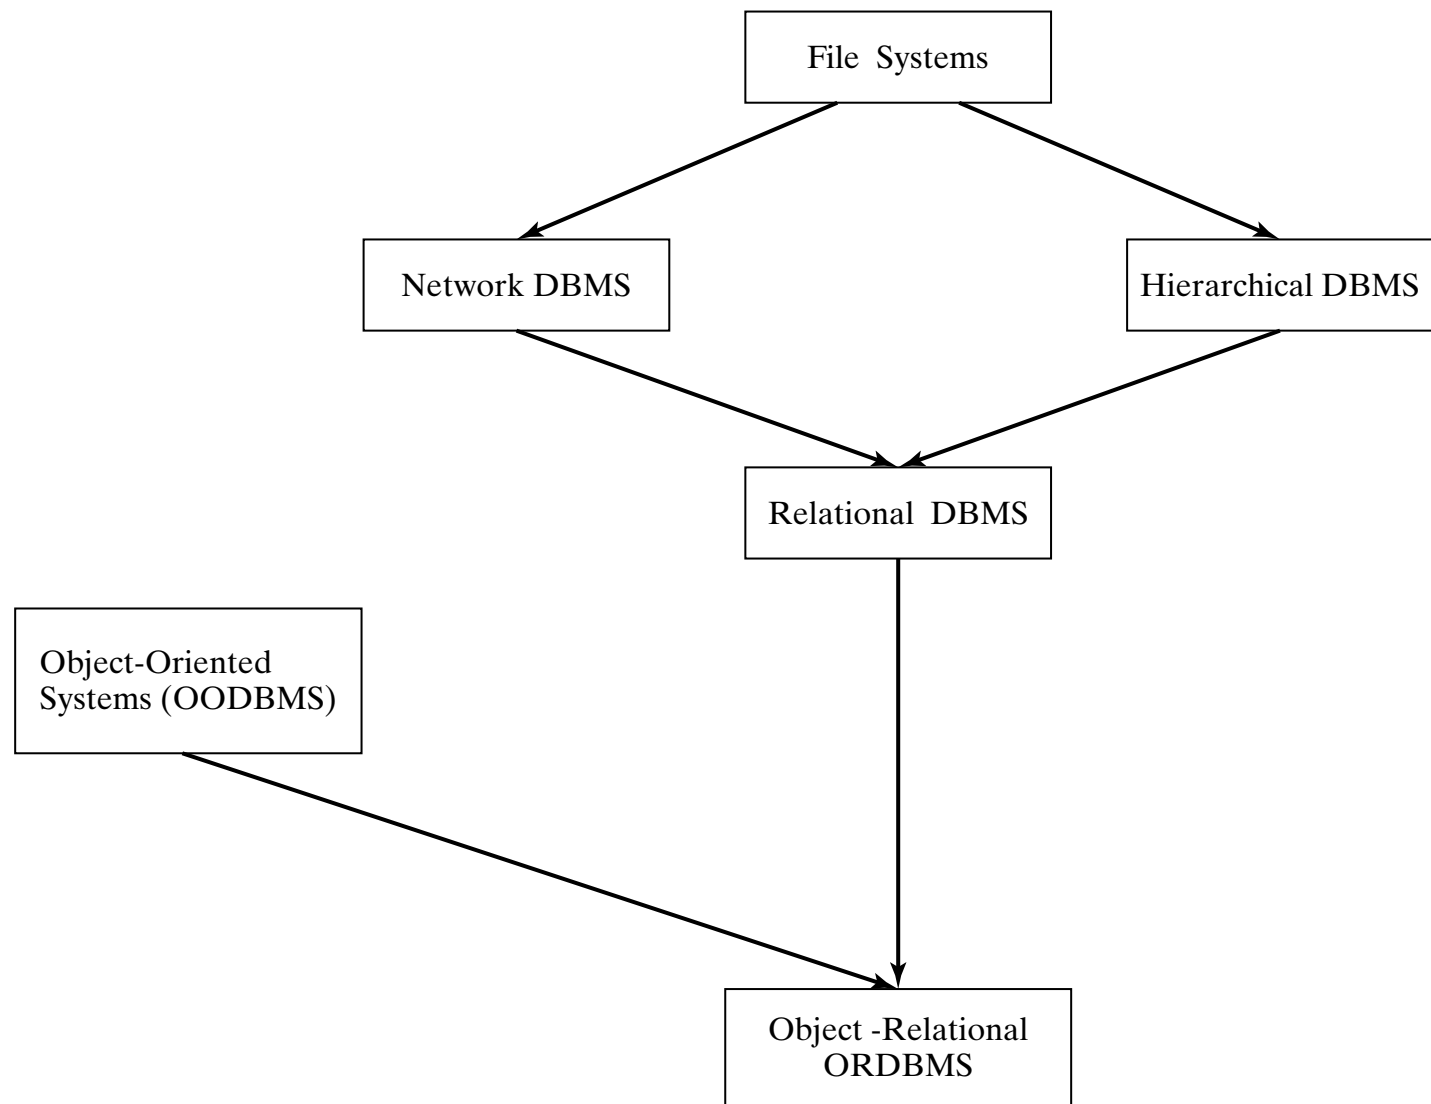 File Systems
Network DBMS
Hierarchical DBMS
Relational DBMS
Object-Oriented
Systems (OODBMS)
Object -Relational
ORDBMS